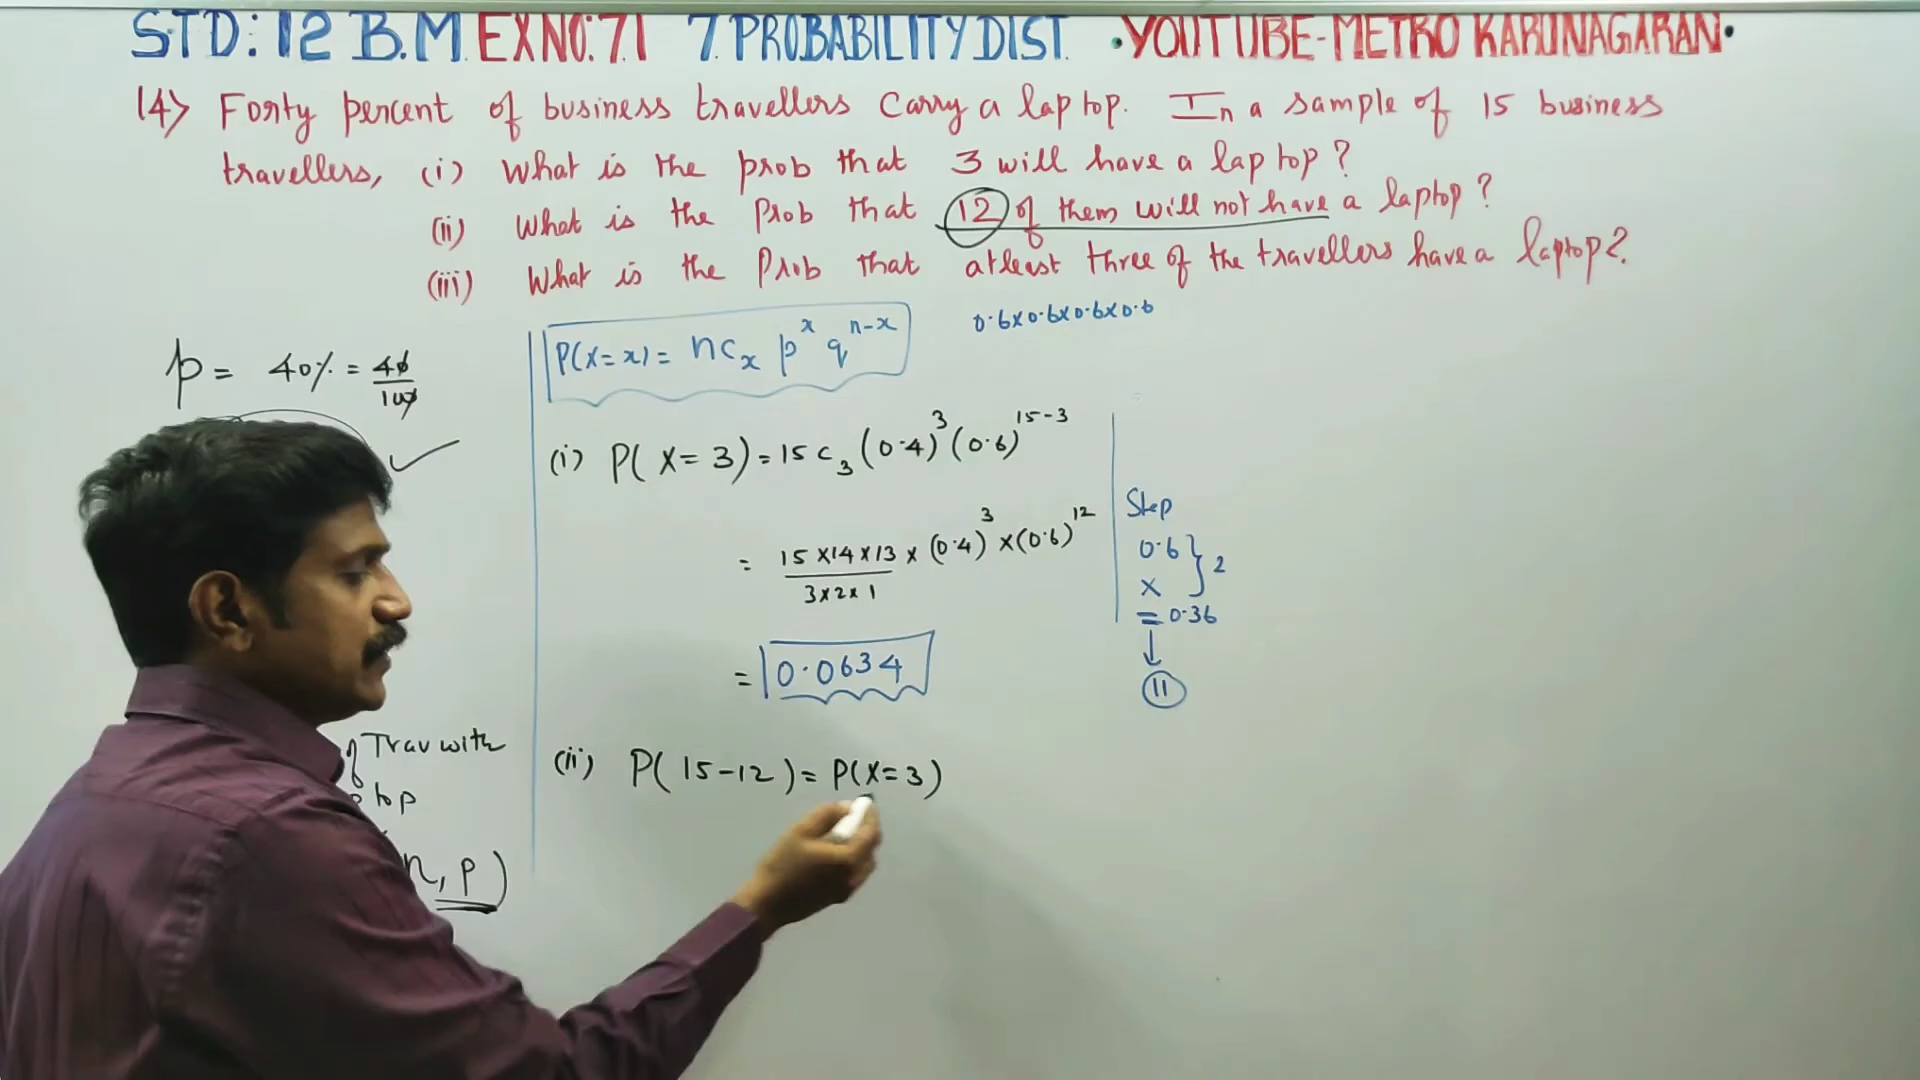 STD: 12 B.M. EX NO: 7.1 7. PROBABILITY DIST. ·YOUTUBE-METRO KARUNAGARAN·
14) Forty percent of business travellers carry a laptop. In a sample of 15 business
travellers, (i) What is the prob that 3 will have a laptop?
(ii) What is the Prob that 12 of them will not have a laptop?
(iii) What is the Prob that atleast three of the travellers have a laptop?
p = 40% = 40/100
P(X=x) = nCx p^x q^n-x
0.6×0.6×0.6×0.6
(i) P(X=3) = 15C3 (0.4)^3 (0.6)^15-3
= 15×14×13/3×2×1 × (0.4)^3 × (0.6)^12
= 0.0634
Step
0.6 } 2
×
= 0.36
↓
11
(ii) P(15-12) = P(X=3)
Trav with
top
n, p)